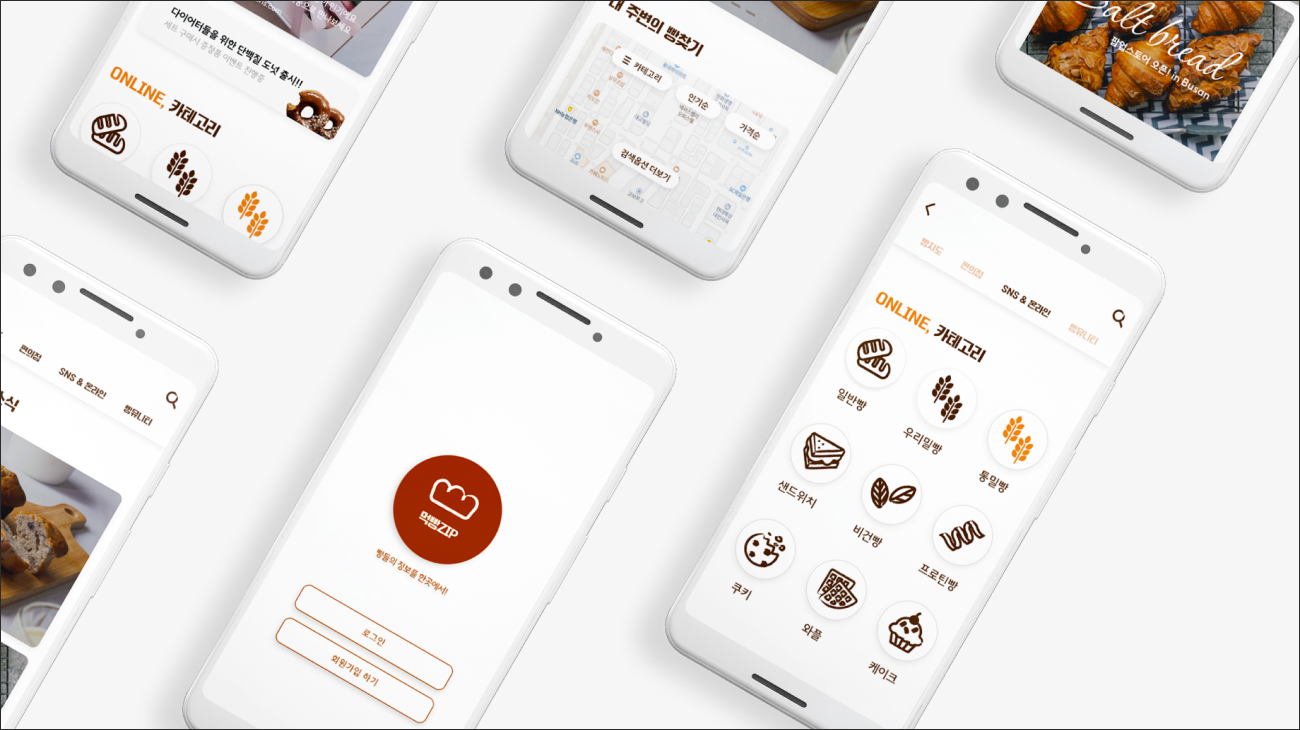 다이어터들을 위한 단백질 도넛 출시!!
세트 구매시 증정품 이벤트 진행중
ONLINE, 카테고리
내 주변의 빵찾기
카테고리
인기순
가격순
검색옵션 더보기
Salt bread
팝업스토어 오픈! in Busan
편의점
SNS & 온라인
빵뮤니티
소식
먹빵ZIP
빵들의 정보를 한곳에서!
로그인
회원가입 하기
빵지도
편의점
SNS & 온라인
빵뮤니티
ONLINE, 카테고리
일반빵
우리밀빵
통밀빵
샌드위치
비건빵
프로틴빵
쿠키
와플
케이크